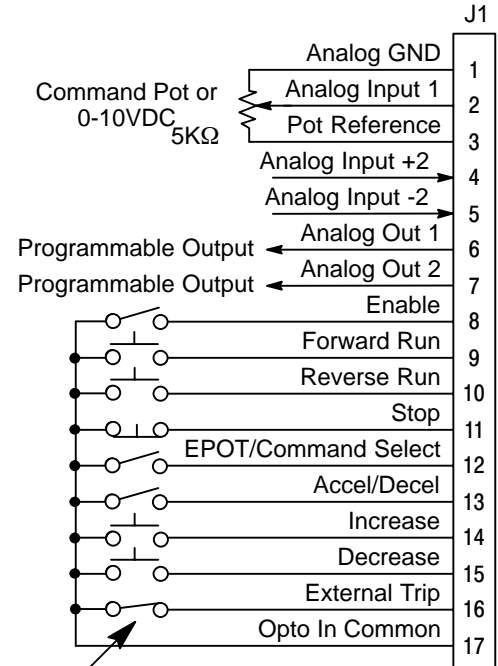 J1
Analog GND 1
Command Pot or
0-10VDC
5KΩ
Analog Input 1 2
Pot Reference 3
Analog Input +2 4
Analog Input -2 5
Programmable Output Analog Out 1 6
Programmable Output Analog Out 2 7
Enable 8
Forward Run 9
Reverse Run 10
Stop 11
EPOT/Command Select 12
Accel/Decel 13
Increase 14
Decrease 15
External Trip 16
Opto In Common 17